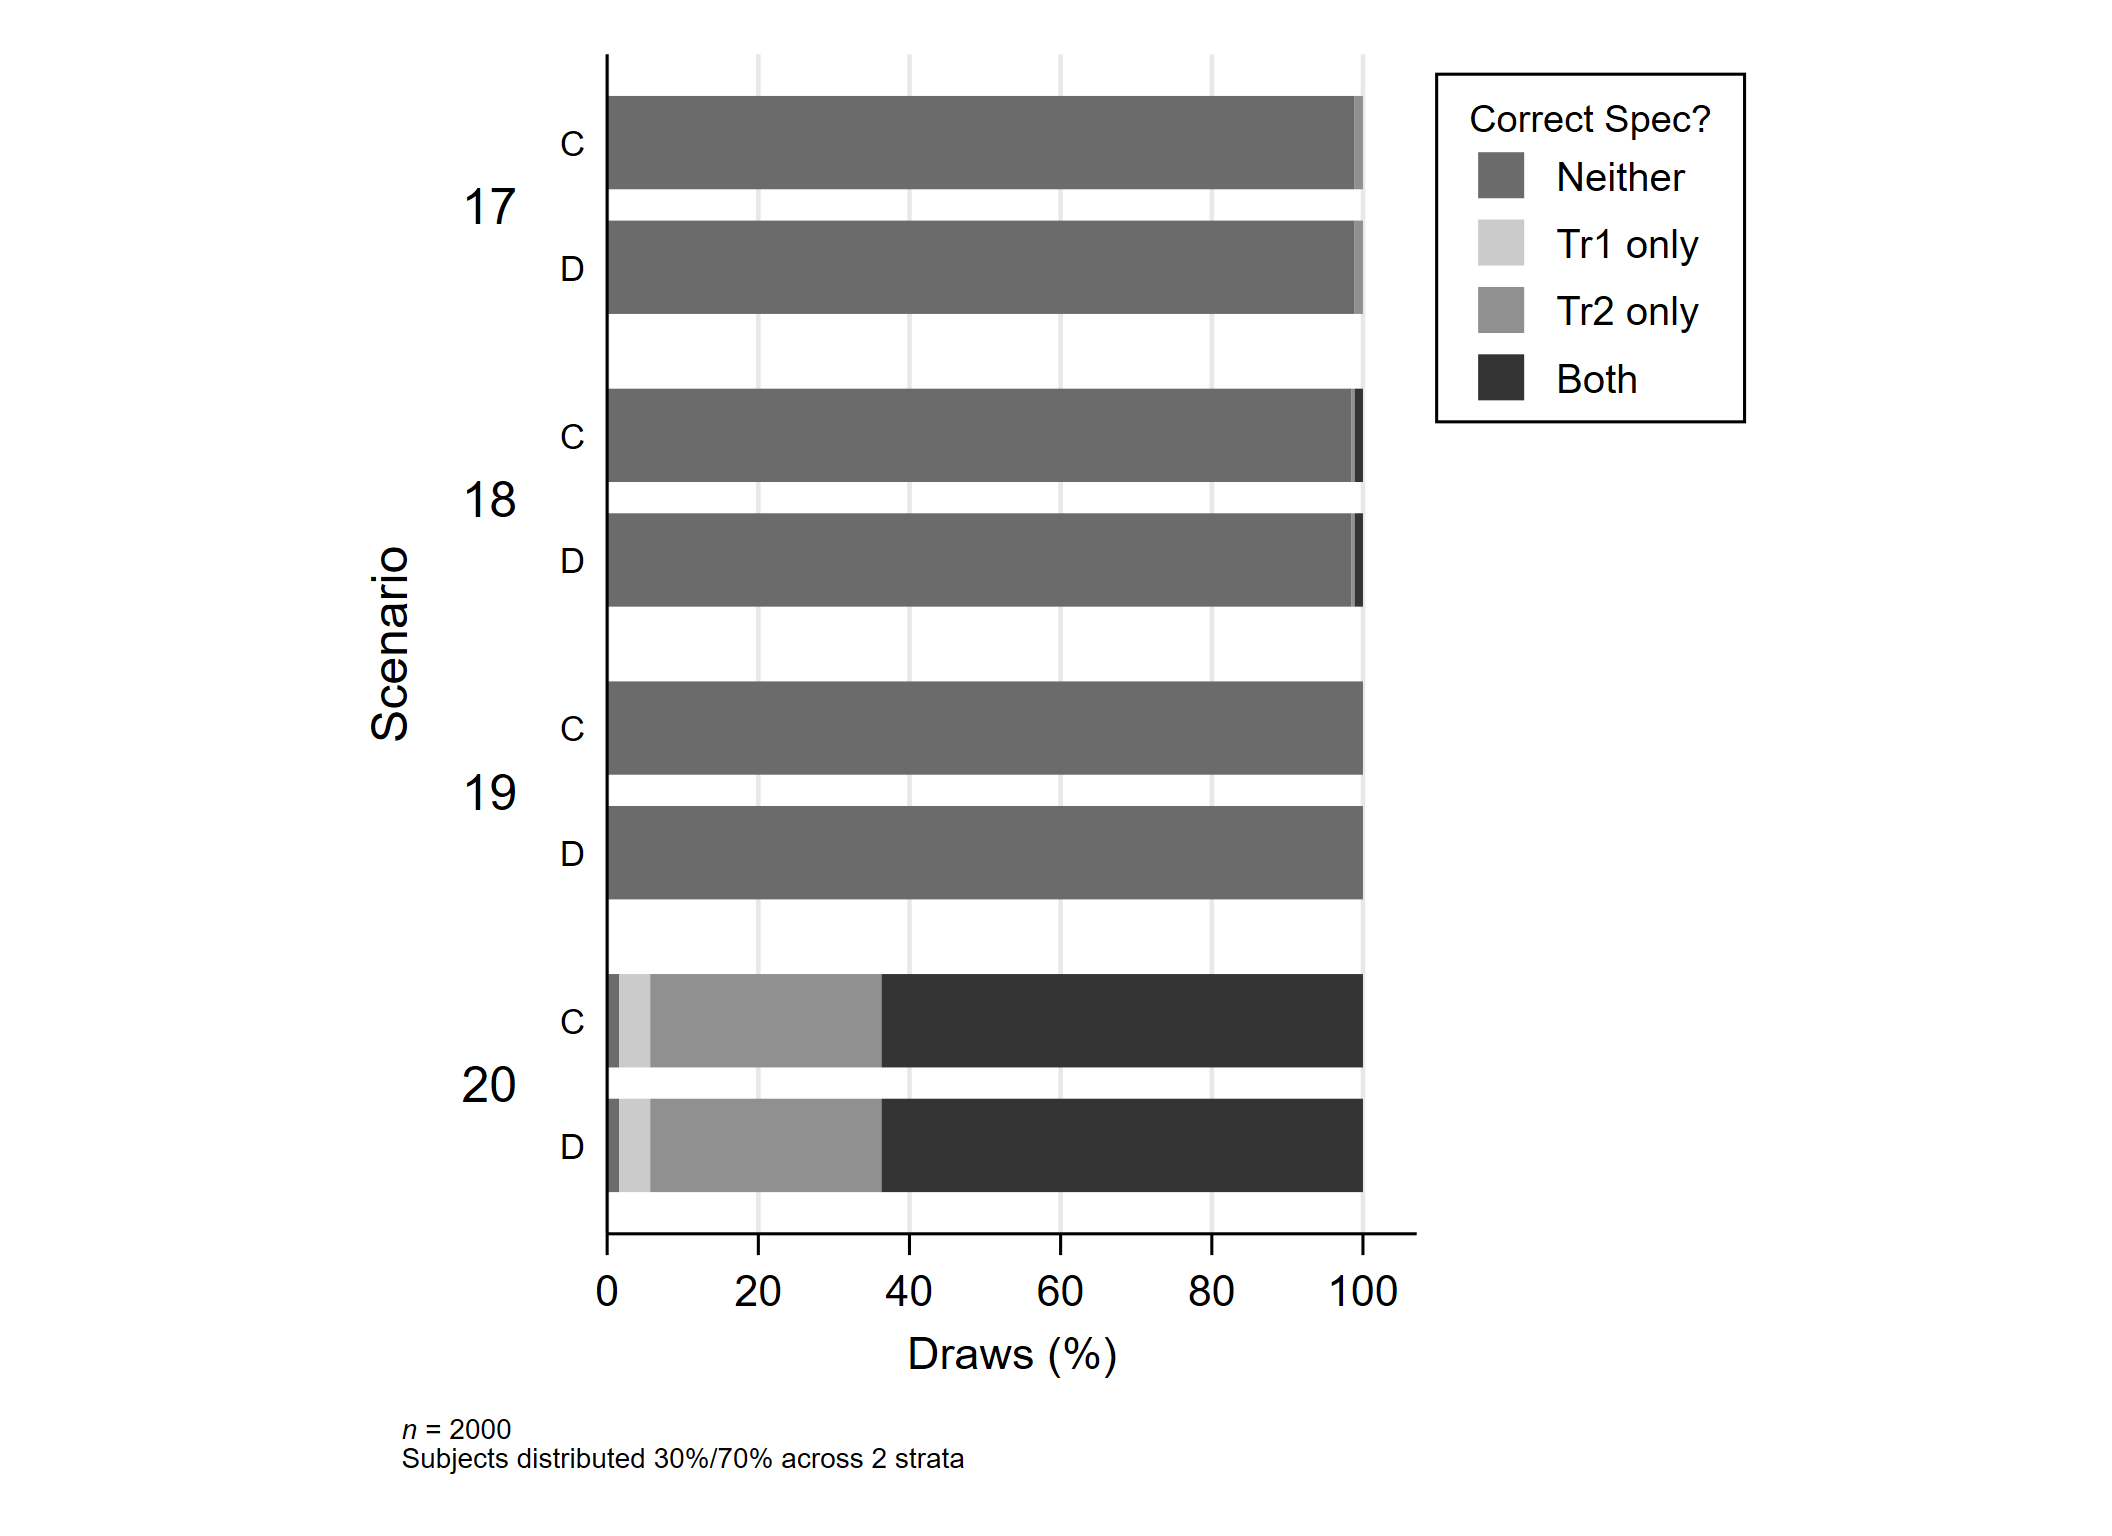 Correct Spec?
Neither
Tr1 only
Tr2 only
Both
Scenario
17
C
D
18
C
D
19
C
D
20
C
D
0 20 40 60 80 100
Draws (%)
n = 2000
Subjects distributed 30%/70% across 2 strata